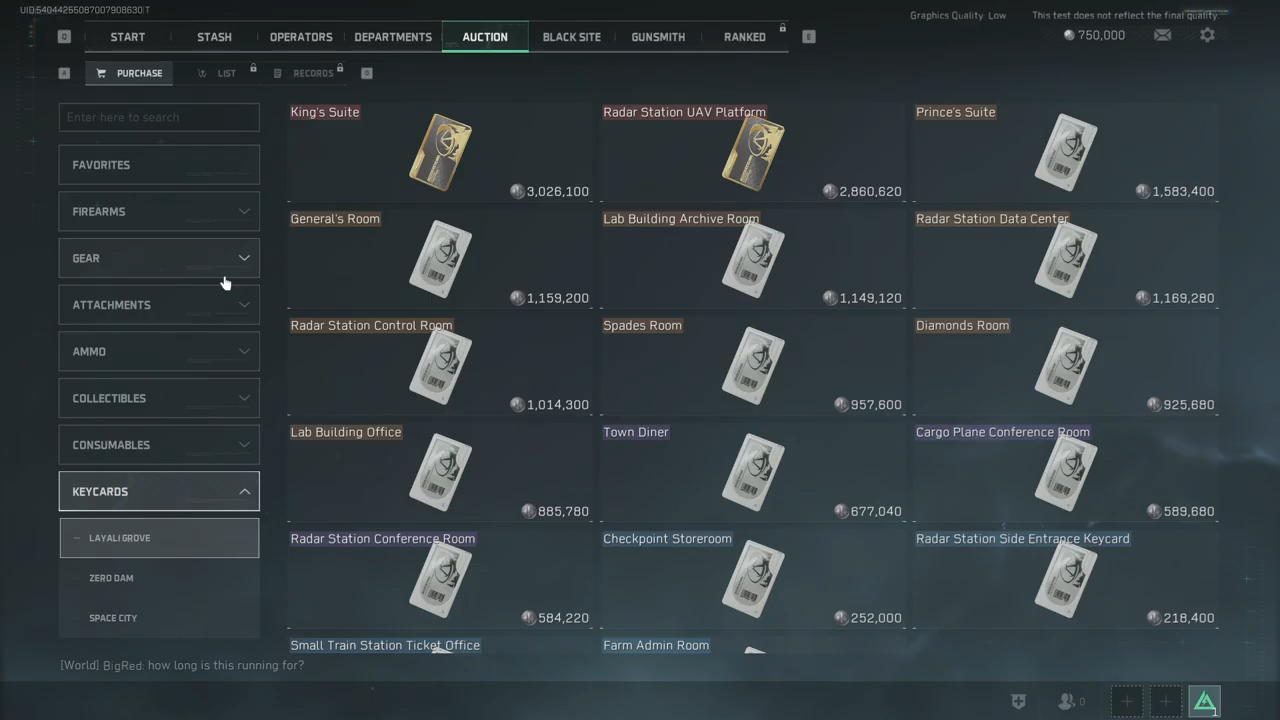 UID:54044255087007908630|T
Graphics Quality: Low
This test does not reflect the final quality.
Q
START
STASH
OPERATORS
DEPARTMENTS
AUCTION
BLACK SITE
GUNSMITH
RANKED
E
750,000
A
PURCHASE
LIST
RECORDS
D
Enter here to search
FAVORITES
FIREARMS
GEAR
ATTACHMENTS
AMMO
COLLECTIBLES
CONSUMABLES
KEYCARDS
LAYALI GROVE
ZERO DAM
SPACE CITY
King's Suite
3,026,100
Radar Station UAV Platform
2,860,620
Prince's Suite
1,583,400
General's Room
1,159,200
Lab Building Archive Room
1,149,120
Radar Station Data Center
1,169,280
Radar Station Control Room
1,014,300
Spades Room
957,600
Diamonds Room
925,680
Lab Building Office
885,780
Town Diner
677,040
Cargo Plane Conference Room
589,680
Radar Station Conference Room
584,220
Checkpoint Storeroom
252,000
Radar Station Side Entrance Keycard
218,400
Small Train Station Ticket Office
Farm Admin Room
[World] BigRed: how long is this running for?
0
1